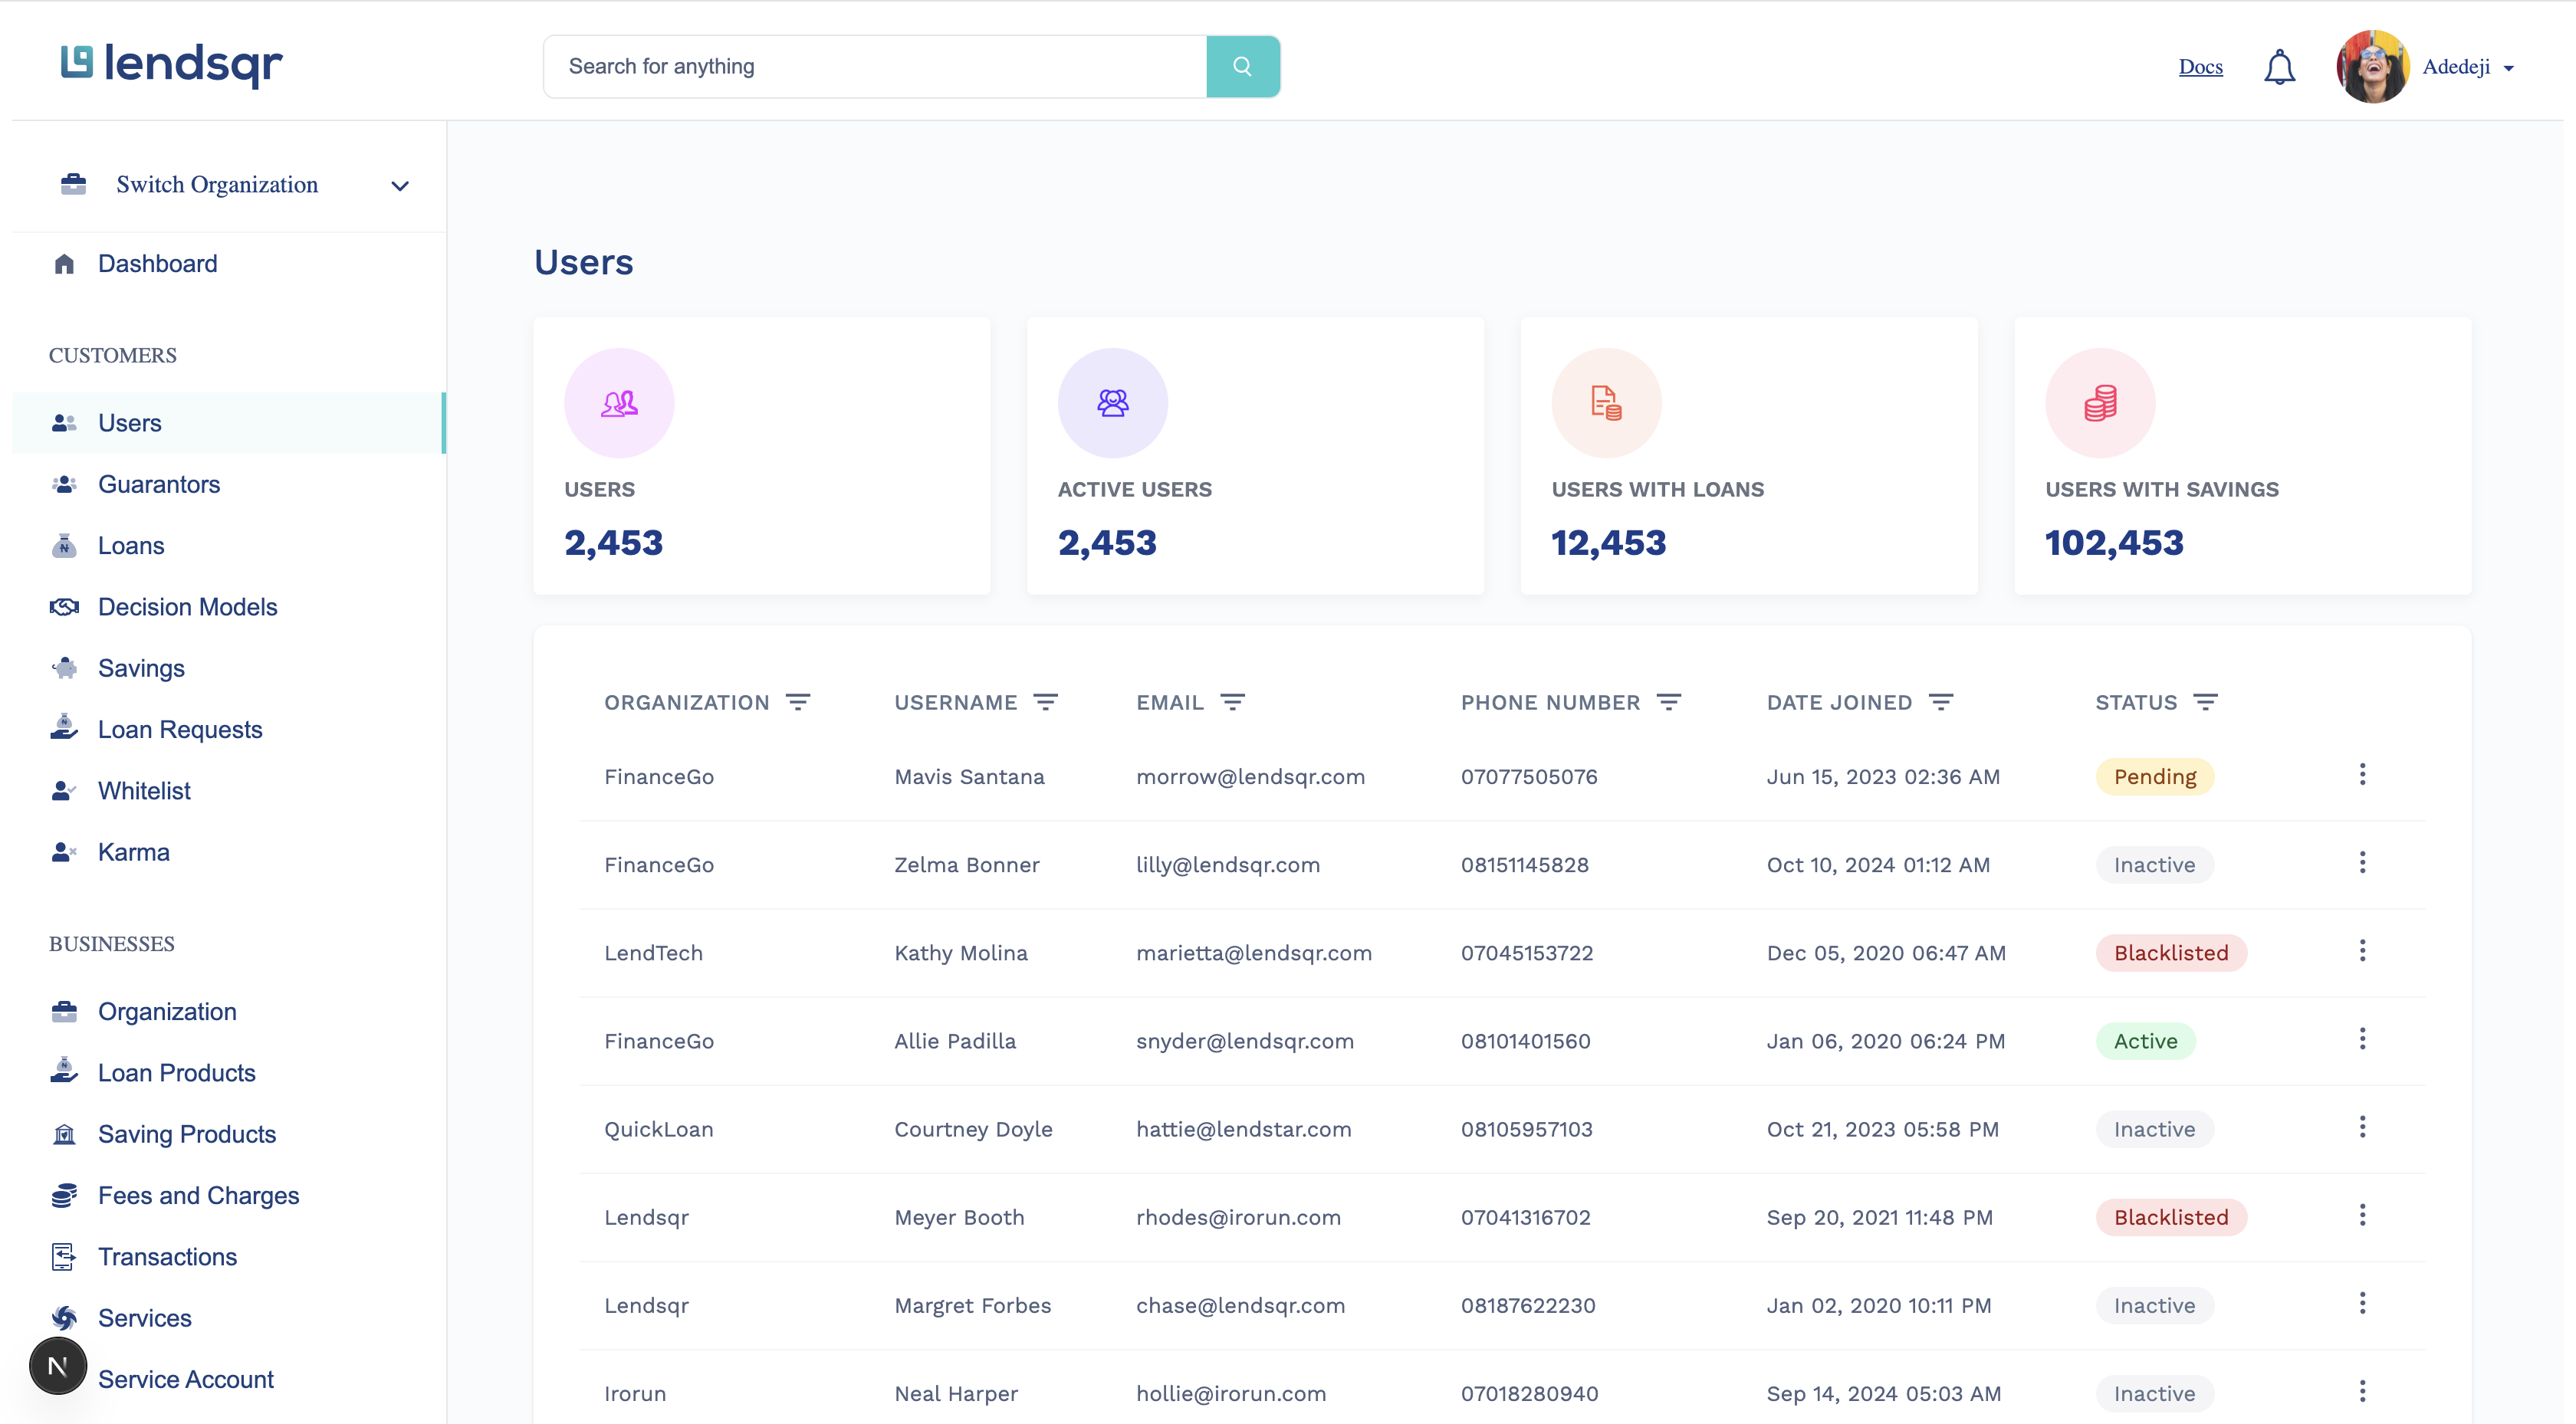 lendsqr
Search for anything
Docs
Adedeji
Switch Organization
Dashboard
CUSTOMERS
Users
Guarantors
Loans
Decision Models
Savings
Loan Requests
Whitelist
Karma
BUSINESSES
Organization
Loan Products
Saving Products
Fees and Charges
Transactions
Services
N
Service Account
Users
USERS
2,453
ACTIVE USERS
2,453
USERS WITH LOANS
12,453
USERS WITH SAVINGS
102,453
ORGANIZATION USERNAME EMAIL PHONE NUMBER DATE JOINED STATUS
FinanceGo Mavis Santana morrow@lendsqr.com 07077505076 Jun 15, 2023 02:36 AM Pending
FinanceGo Zelma Bonner lilly@lendsqr.com 08151145828 Oct 10, 2024 01:12 AM Inactive
LendTech Kathy Molina marietta@lendsqr.com 07045153722 Dec 05, 2020 06:47 AM Blacklisted
FinanceGo Allie Padilla snyder@lendsqr.com 08101401560 Jan 06, 2020 06:24 PM Active
QuickLoan Courtney Doyle hattie@lendstar.com 08105957103 Oct 21, 2023 05:58 PM Inactive
Lendsqr Meyer Booth rhodes@irorun.com 07041316702 Sep 20, 2021 11:48 PM Blacklisted
Lendsqr Margret Forbes chase@lendsqr.com 08187622230 Jan 02, 2020 10:11 PM Inactive
Irorun Neal Harper hollie@irorun.com 07018280940 Sep 14, 2024 05:03 AM Inactive